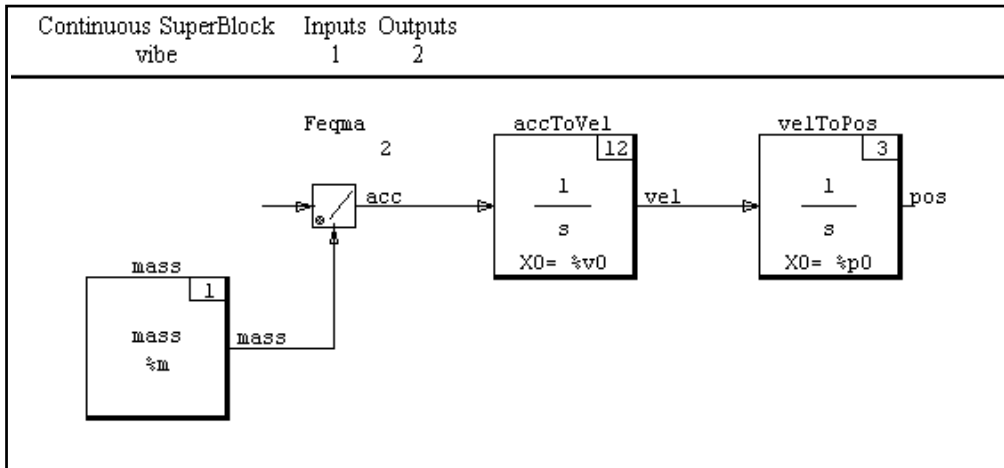 Continuous SuperBlock Inputs Outputs
vibe 1 2
Feqma
2
accToVel
12
1
s
X0= %v0
velToPos
3
1
s
X0= %p0
acc
vel
pos
mass
1
mass
%m
mass